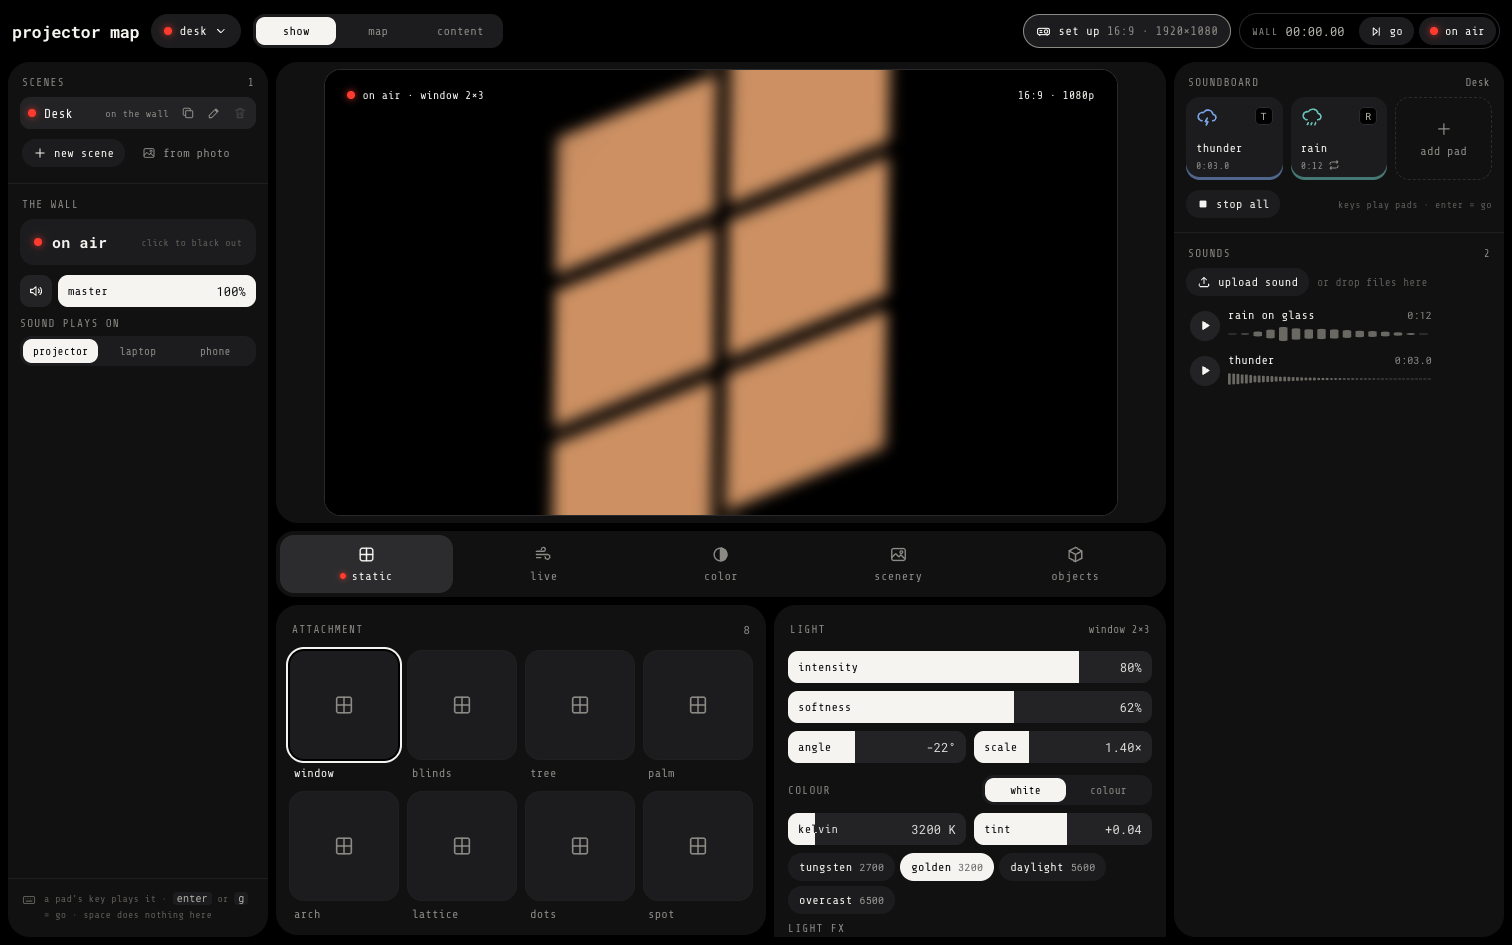 projector map
desk
show
map
content
set up 16:9 · 1920×1080
WALL 00:00.00
go
on air
SCENES 1
Desk on the wall
new scene
from photo
THE WALL
on air click to black out
master 100%
SOUND PLAYS ON
projector
laptop
phone
a pad's key plays it · enter or g
= go · space does nothing here
on air · window 2×3
16:9 · 1080p
static
live
color
scenery
objects
ATTACHMENT 8
window
blinds
tree
palm
arch
lattice
dots
spot
LIGHT window 2×3
intensity 80%
softness 62%
angle -22°
scale 1.40×
COLOUR
white
colour
kelvin 3200 K
tint +0.04
tungsten 2700
golden 3200
daylight 5600
overcast 6500
LIGHT FX
SOUNDBOARD Desk
T
thunder
0:03.0
R
rain
0:12
add pad
stop all
keys play pads · enter = go
SOUNDS 2
upload sound
or drop files here
rain on glass 0:12
thunder 0:03.0